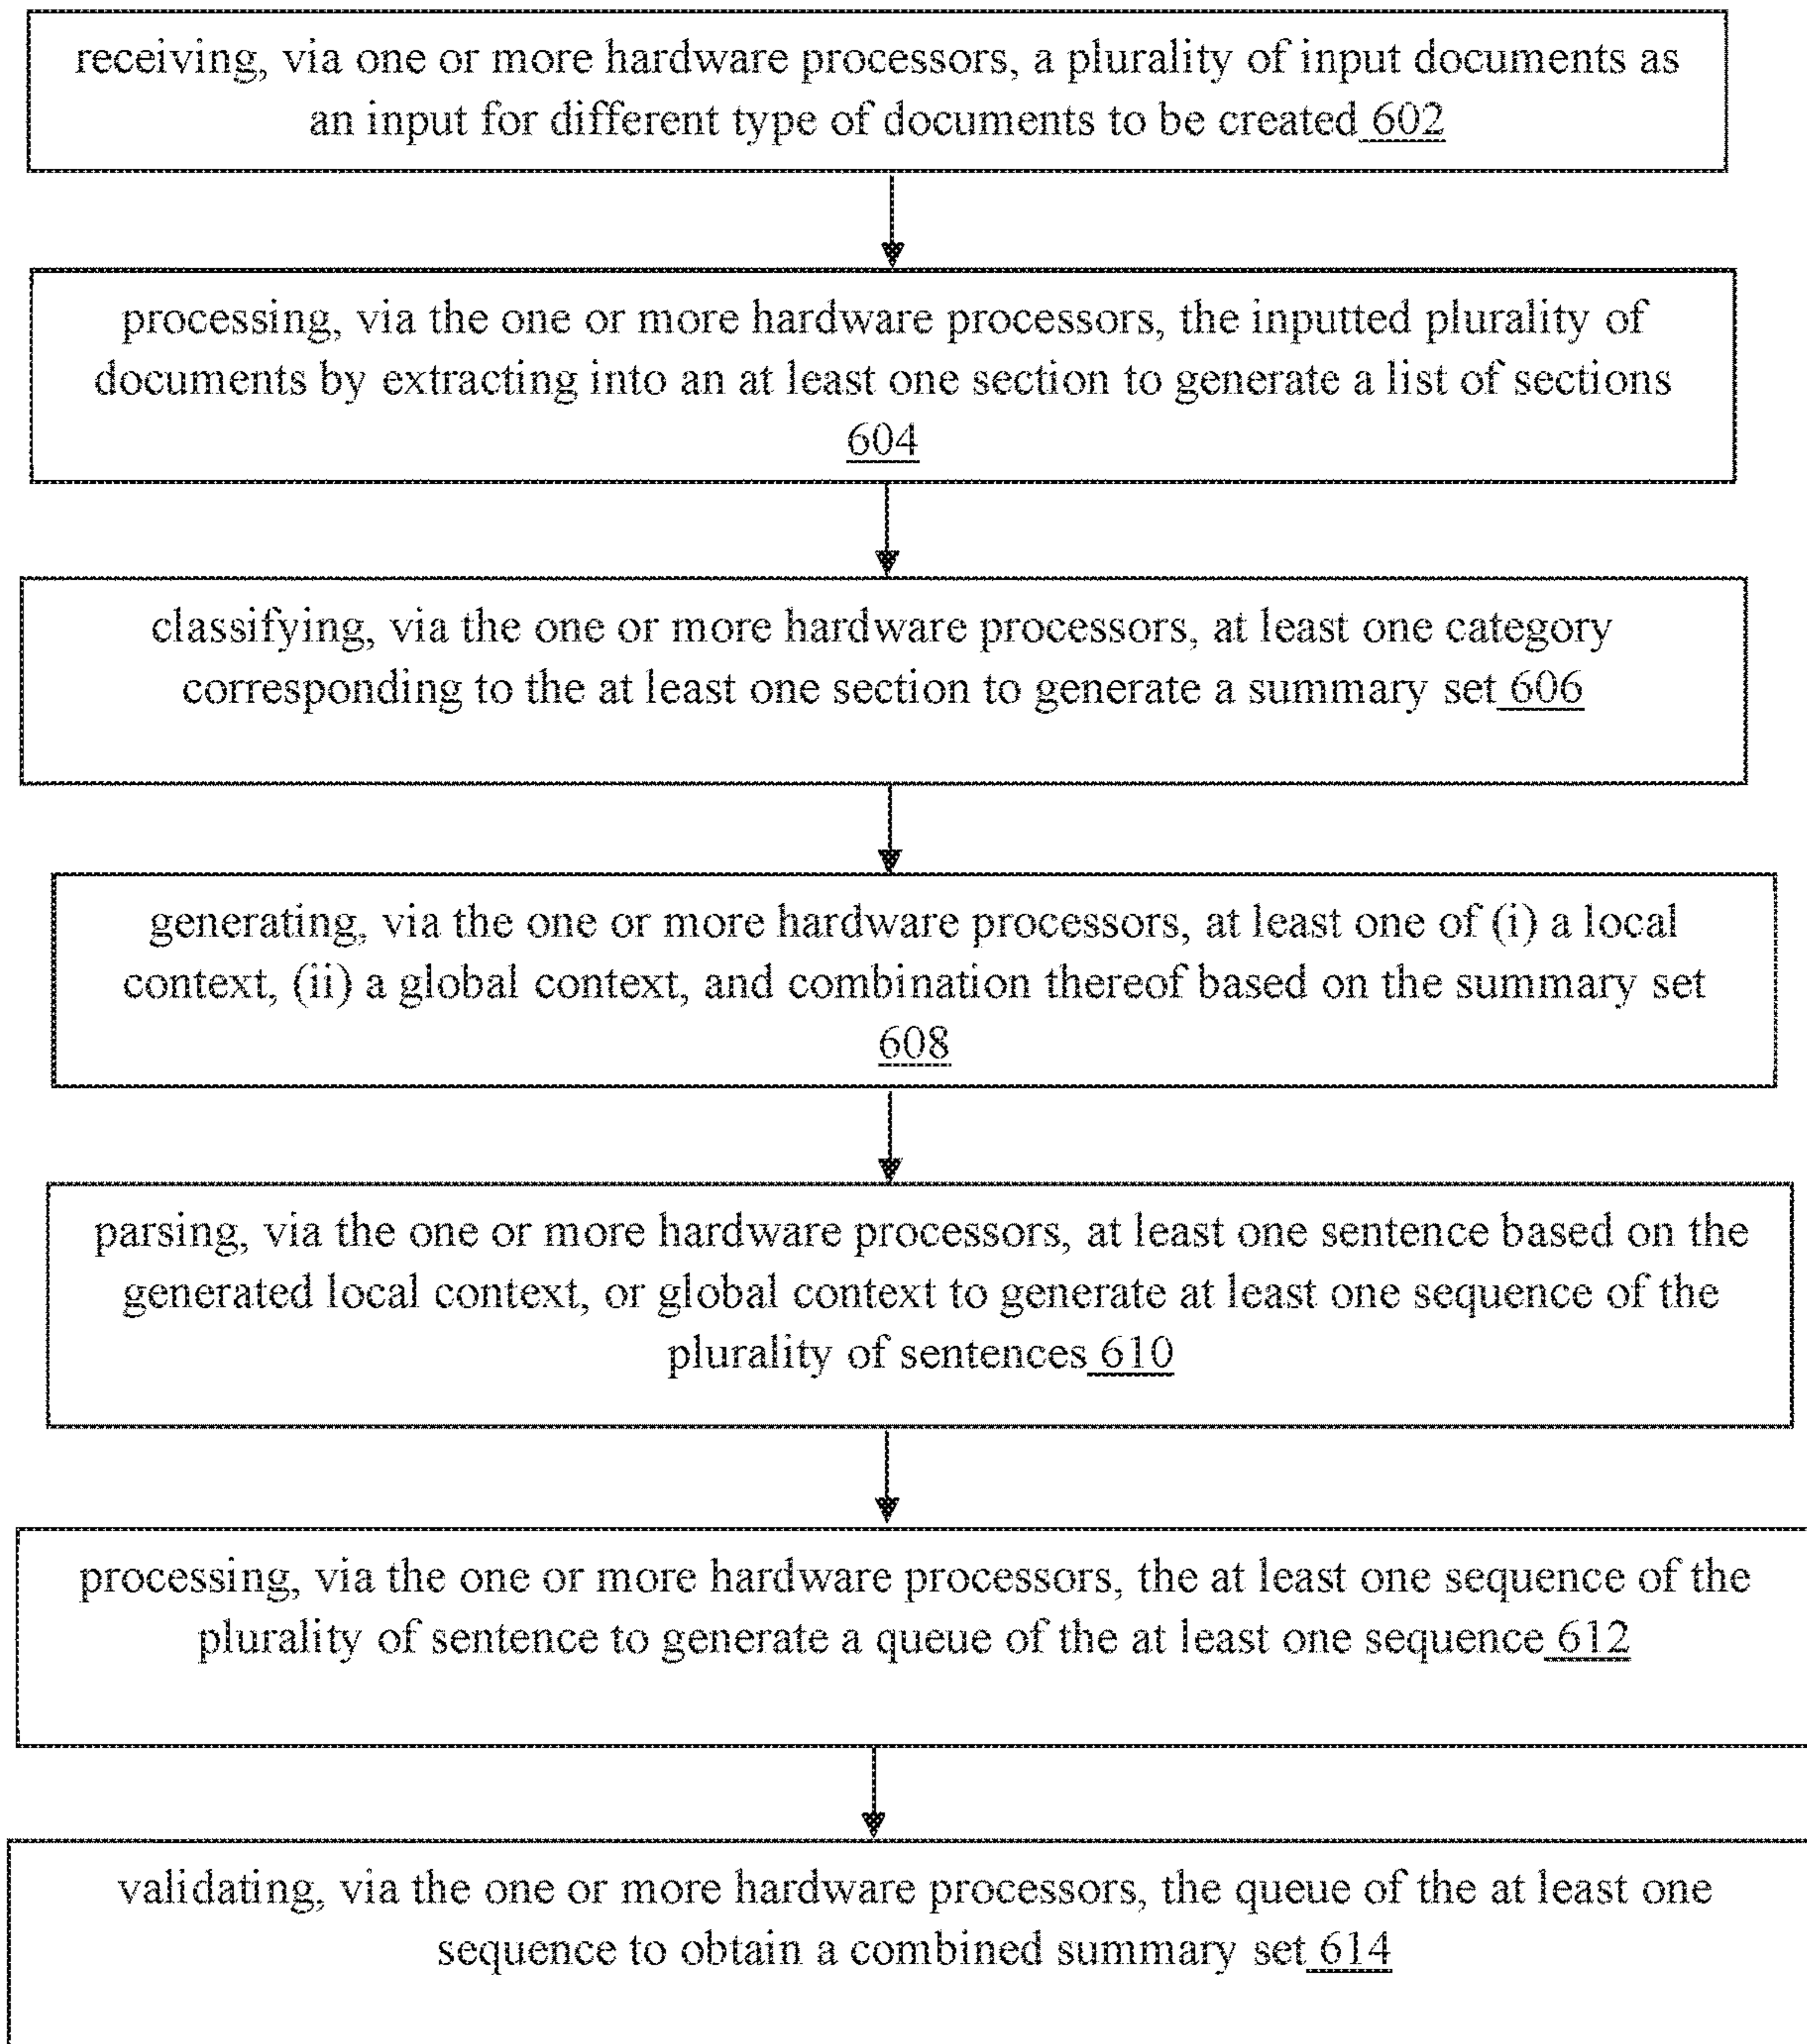 receiving, via one or more hardware processors, a plurality of input documents as
an input for different type of documents to be created 602
processing, via the one or more hardware processors, the inputted plurality of
documents by extracting into an at least one section to generate a list of sections
604
classifying, via the one or more hardware processors, at least one category
corresponding to the at least one section to generate a summary set 606
generating, via the one or more hardware processors, at least one of (i) a local
context, (ii) a global context, and combination thereof based on the summary set
608
parsing, via the one or more hardware processors, at least one sentence based on the
generated local context, or global context to generate at least one sequence of the
plurality of sentences 610
processing, via the one or more hardware processors, the at least one sequence of the
plurality of sentence to generate a queue of the at least one sequence 612
validating, via the one or more hardware processors, the queue of the at least one
sequence to obtain a combined summary set 614